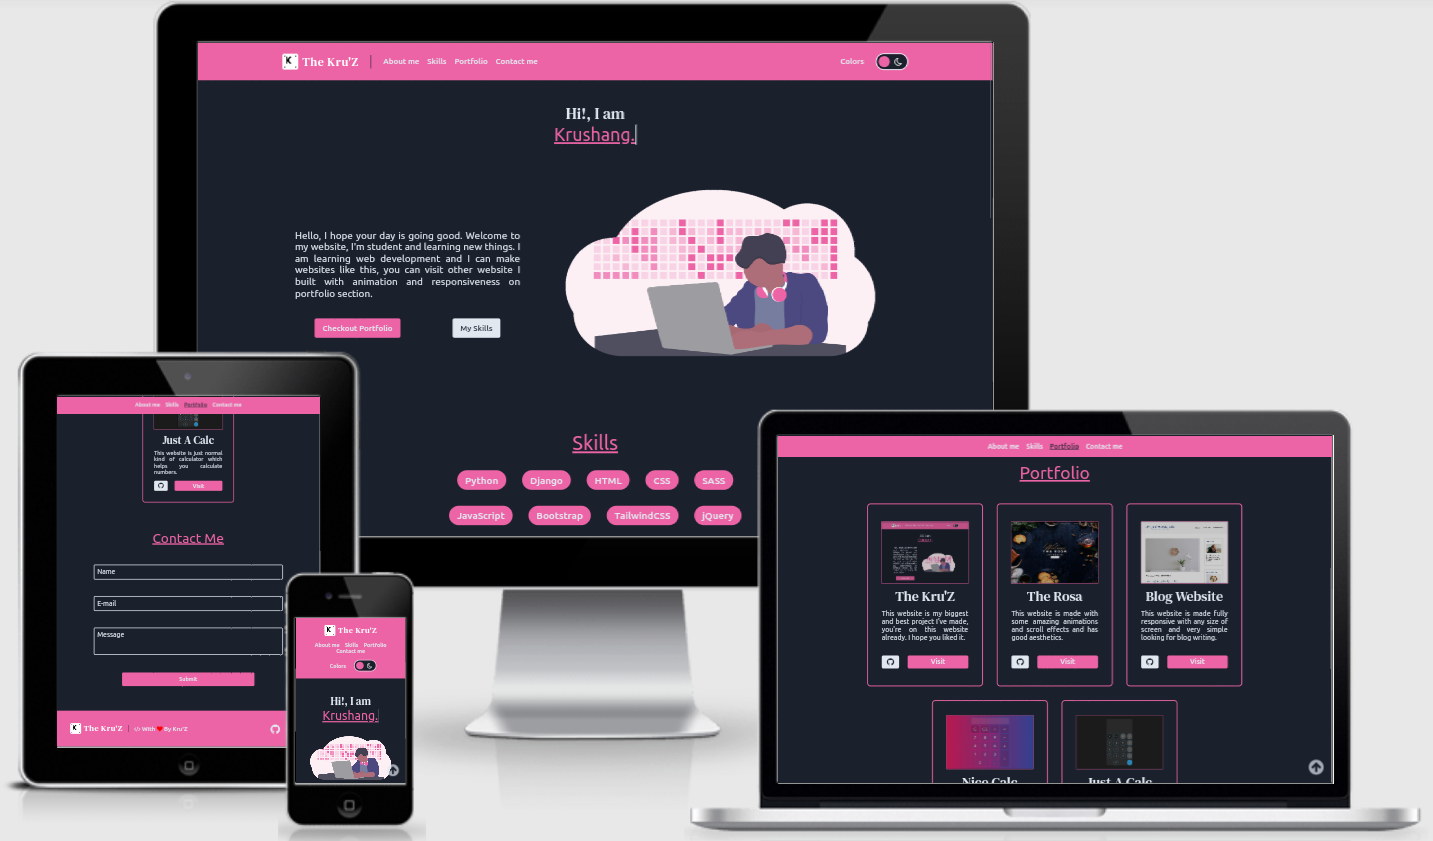 K The Kru'Z | About me Skills Portfolio Contact me Colors
Hi!, I am
Krushang.
Hello, I hope your day is going good. Welcome to
my website, I'm student and learning new things. I
am learning web development and I can make
websites like this, you can visit other website I
built with animation and responsiveness on
portfolio section.
Checkout Portfolio My Skills
Skills
Python Django HTML CSS SASS
JavaScript Bootstrap TailwindCSS jQuery
About me Skills Portfolio Contact me
Just A Calc
This website is just normal
kind of calculator which
helps you calculate
numbers.
Visit
Contact Me
Name
E-mail
Message
Submit
K The Kru'Z | </> With ❤ By Kru'Z
K The Kru'Z
About me Skills Portfolio
Contact me
Colors
Hi!, I am
Krushang.
About me Skills Portfolio Contact me
Portfolio
The Kru'Z
This website is my biggest
and best project I've made,
you're on this website
already. I hope you liked it.
Visit
The Rosa
This website is made with
some amazing animations
and scroll effects and has
good aesthetics.
Visit
Blog Website
This website is made fully
responsive with any size of
screen and very simple
looking for blog writing.
Visit
Nice Calc
Just A Calc